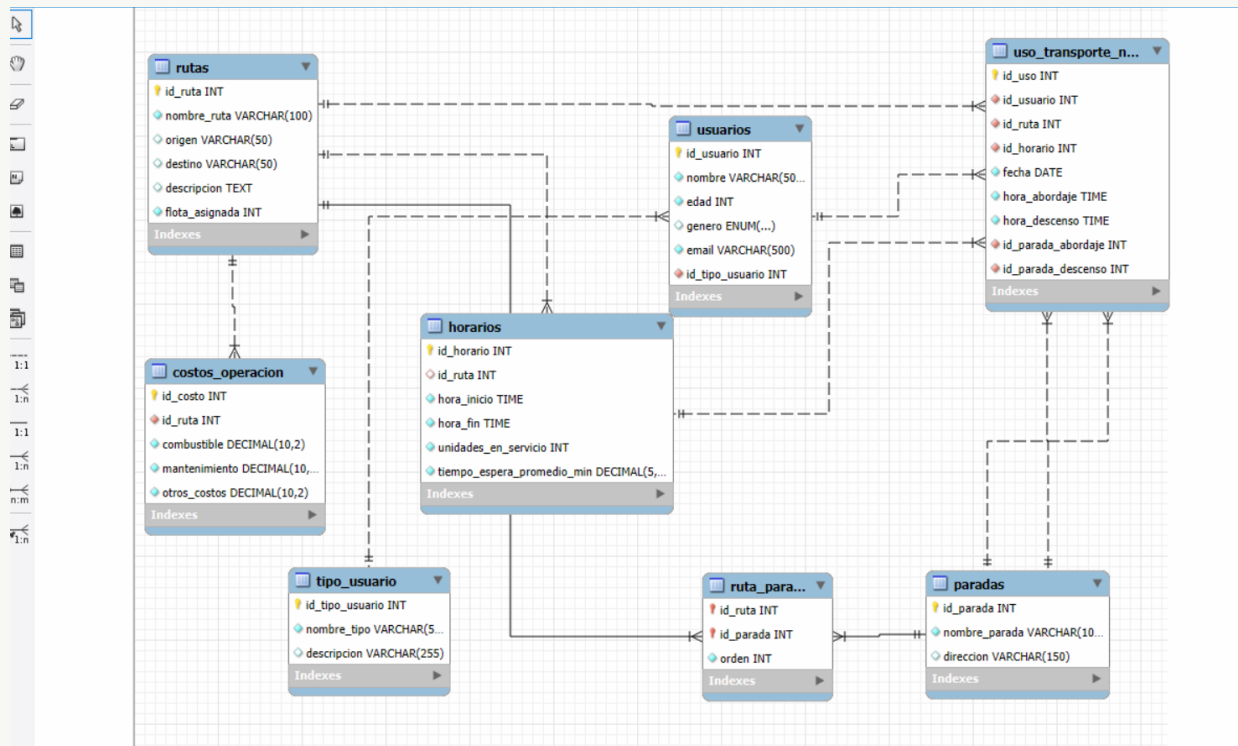 rutas
id_ruta INT
nombre_ruta VARCHAR(100)
origen VARCHAR(50)
destino VARCHAR(50)
descripcion TEXT
flota_asignada INT
Indexes
costos_operacion
id_costo INT
id_ruta INT
combustible DECIMAL(10,2)
mantenimiento DECIMAL(10,...
otros_costos DECIMAL(10,2)
Indexes
tipo_usuario
id_tipo_usuario INT
nombre_tipo VARCHAR(5...
descripcion VARCHAR(255)
Indexes
horarios
id_horario INT
id_ruta INT
hora_inicio TIME
hora_fin TIME
unidades_en_servicio INT
tiempo_espera_promedio_min DECIMAL(5,...
Indexes
usuarios
id_usuario INT
nombre VARCHAR(50...
edad INT
genero ENUM(...)
email VARCHAR(500)
id_tipo_usuario INT
Indexes
uso_transporte_n...
id_uso INT
id_usuario INT
id_ruta INT
id_horario INT
fecha DATE
hora_abordaje TIME
hora_descenso TIME
id_parada_abordaje INT
id_parada_descenso INT
Indexes
ruta_para...
id_ruta INT
id_parada INT
orden INT
Indexes
paradas
id_parada INT
nombre_parada VARCHAR(10...
direccion VARCHAR(150)
Indexes
1:1
1:n
1:1
1:n
n:m
1:n